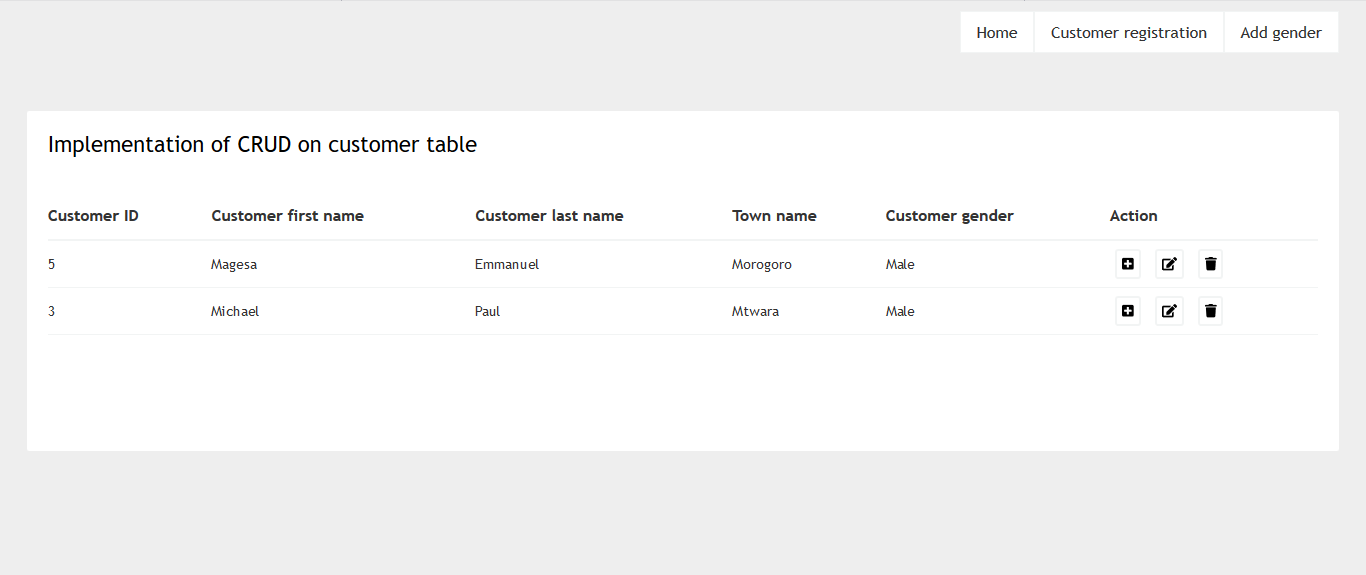 Home Customer registration Add gender
Implementation of CRUD on customer table
Customer ID Customer first name Customer last name Town name Customer gender Action
5 Magesa Emmanuel Morogoro Male
3 Michael Paul Mtwara Male